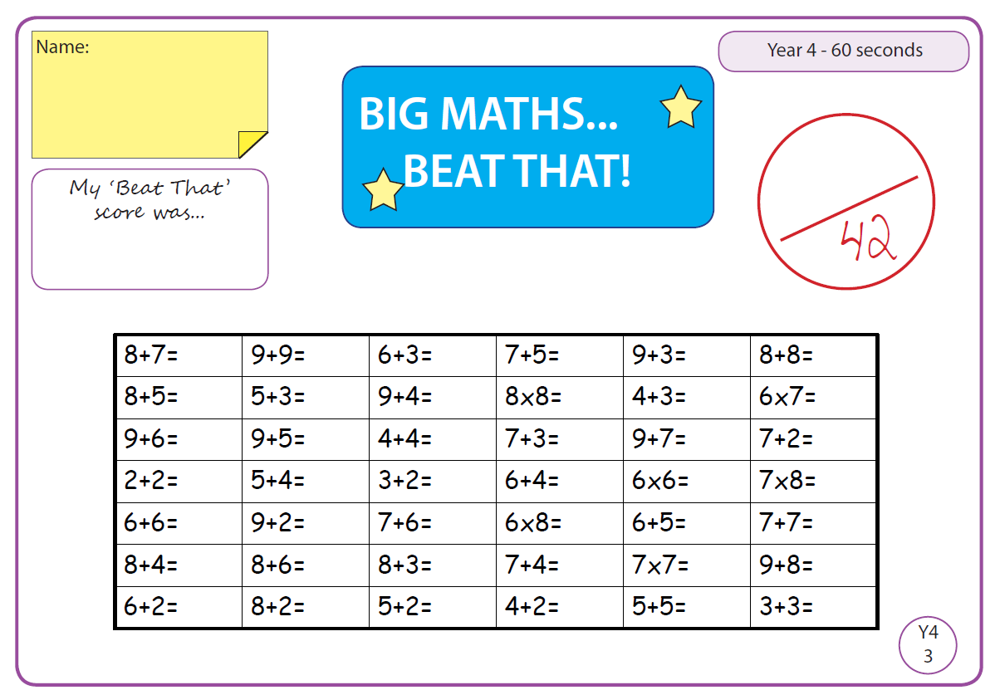 Name:
Year 4 - 60 seconds
BIG MATHS...
BEAT THAT!
My ‘Beat That’
score was...
42
8+7= 9+9= 6+3= 7+5= 9+3= 8+8=
8+5= 5+3= 9+4= 8x8= 4+3= 6x7=
9+6= 9+5= 4+4= 7+3= 9+7= 7+2=
2+2= 5+4= 3+2= 6+4= 6x6= 7x8=
6+6= 9+2= 7+6= 6x8= 6+5= 7+7=
8+4= 8+6= 8+3= 7+4= 7x7= 9+8=
6+2= 8+2= 5+2= 4+2= 5+5= 3+3=
Y4
3